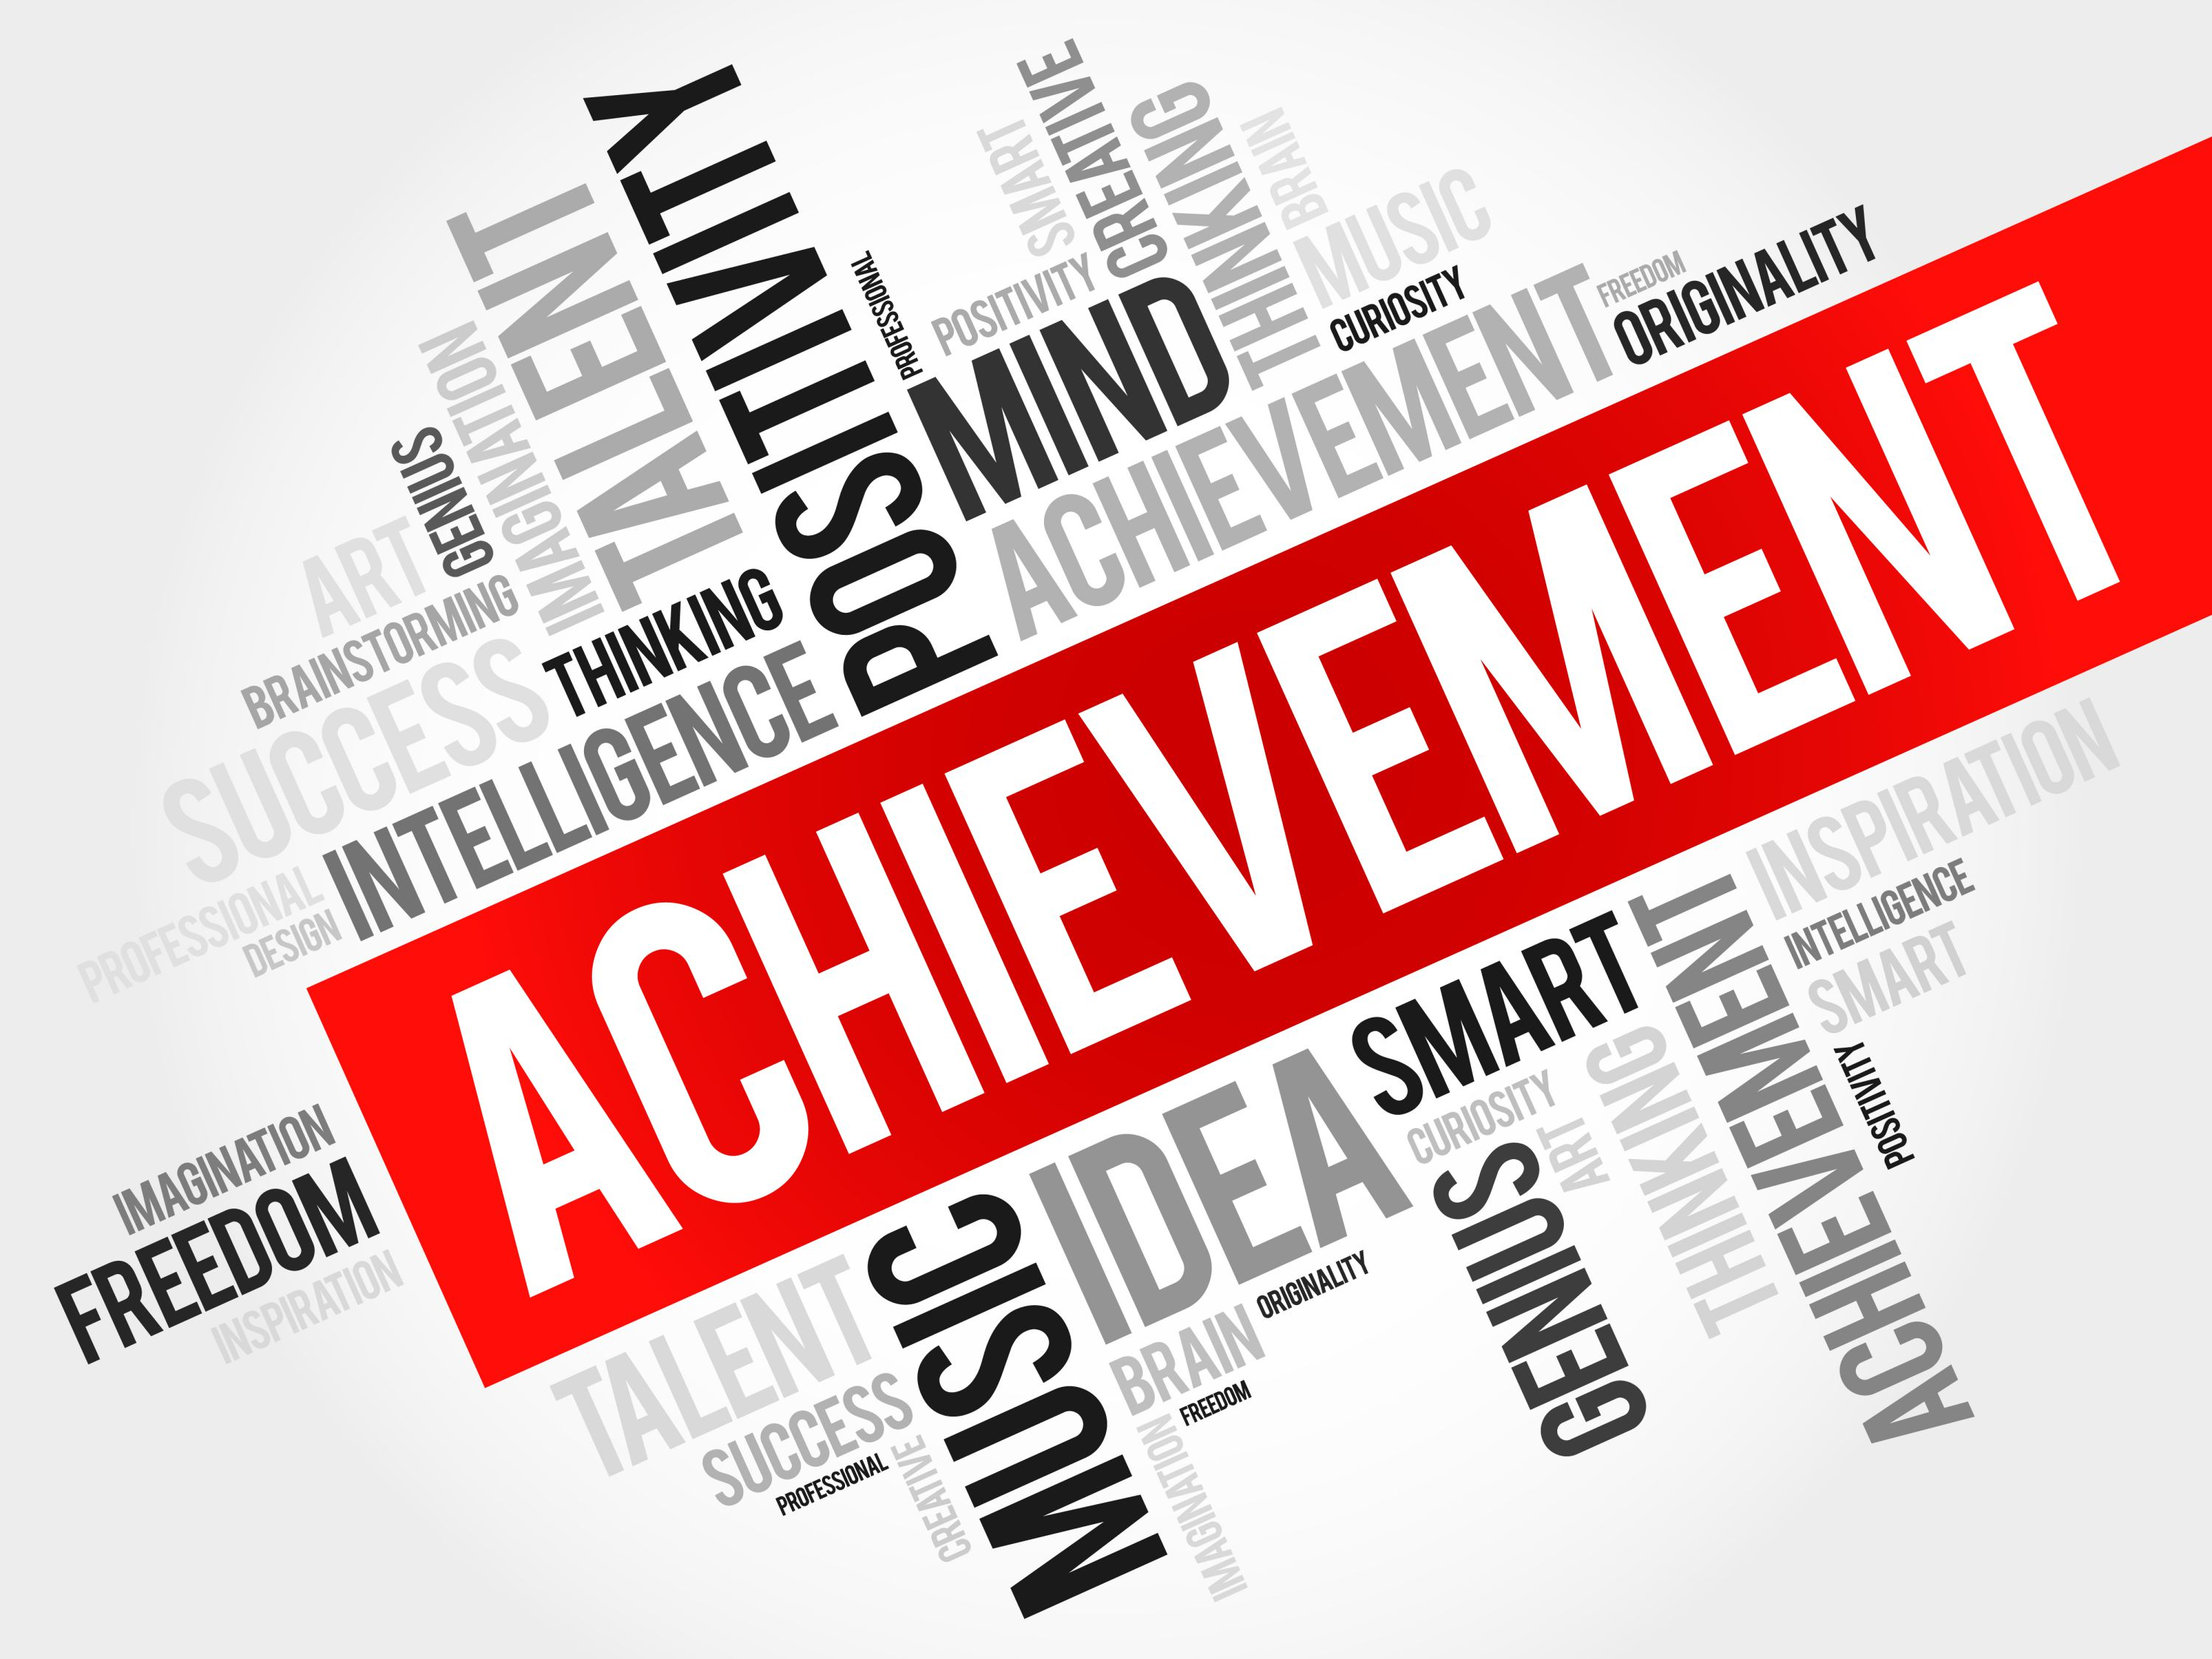 SMART
CREATIVE
THINKING
BRAIN
MUSIC
POSITIVITY
TALENT
PROFESSIONAL
POSITIVITY
MIND
CURIOSITY
FREEDOM
ORIGINALITY
ACHIEVEMENT
IMAGINATION
GENIUS
ART
BRAINSTORMING
THINKING
SUCCESS
INTELLIGENCE
PROFESSIONAL
DESIGN
ACHIEVEMENT
INSPIRATION
INTELLIGENCE
SMART
POSITIVITY
ACHIEVEMENT
SMART
THINKING
CURIOSITY
ART
GENIUS
IDEA
IMAGINATION
FREEDOM
INSPIRATION
TALENT
MUSIC
ORIGINALITY
BRAIN
FREEDOM
SUCCESS
PROFESSIONAL
CREATIVE
IMAGINATION